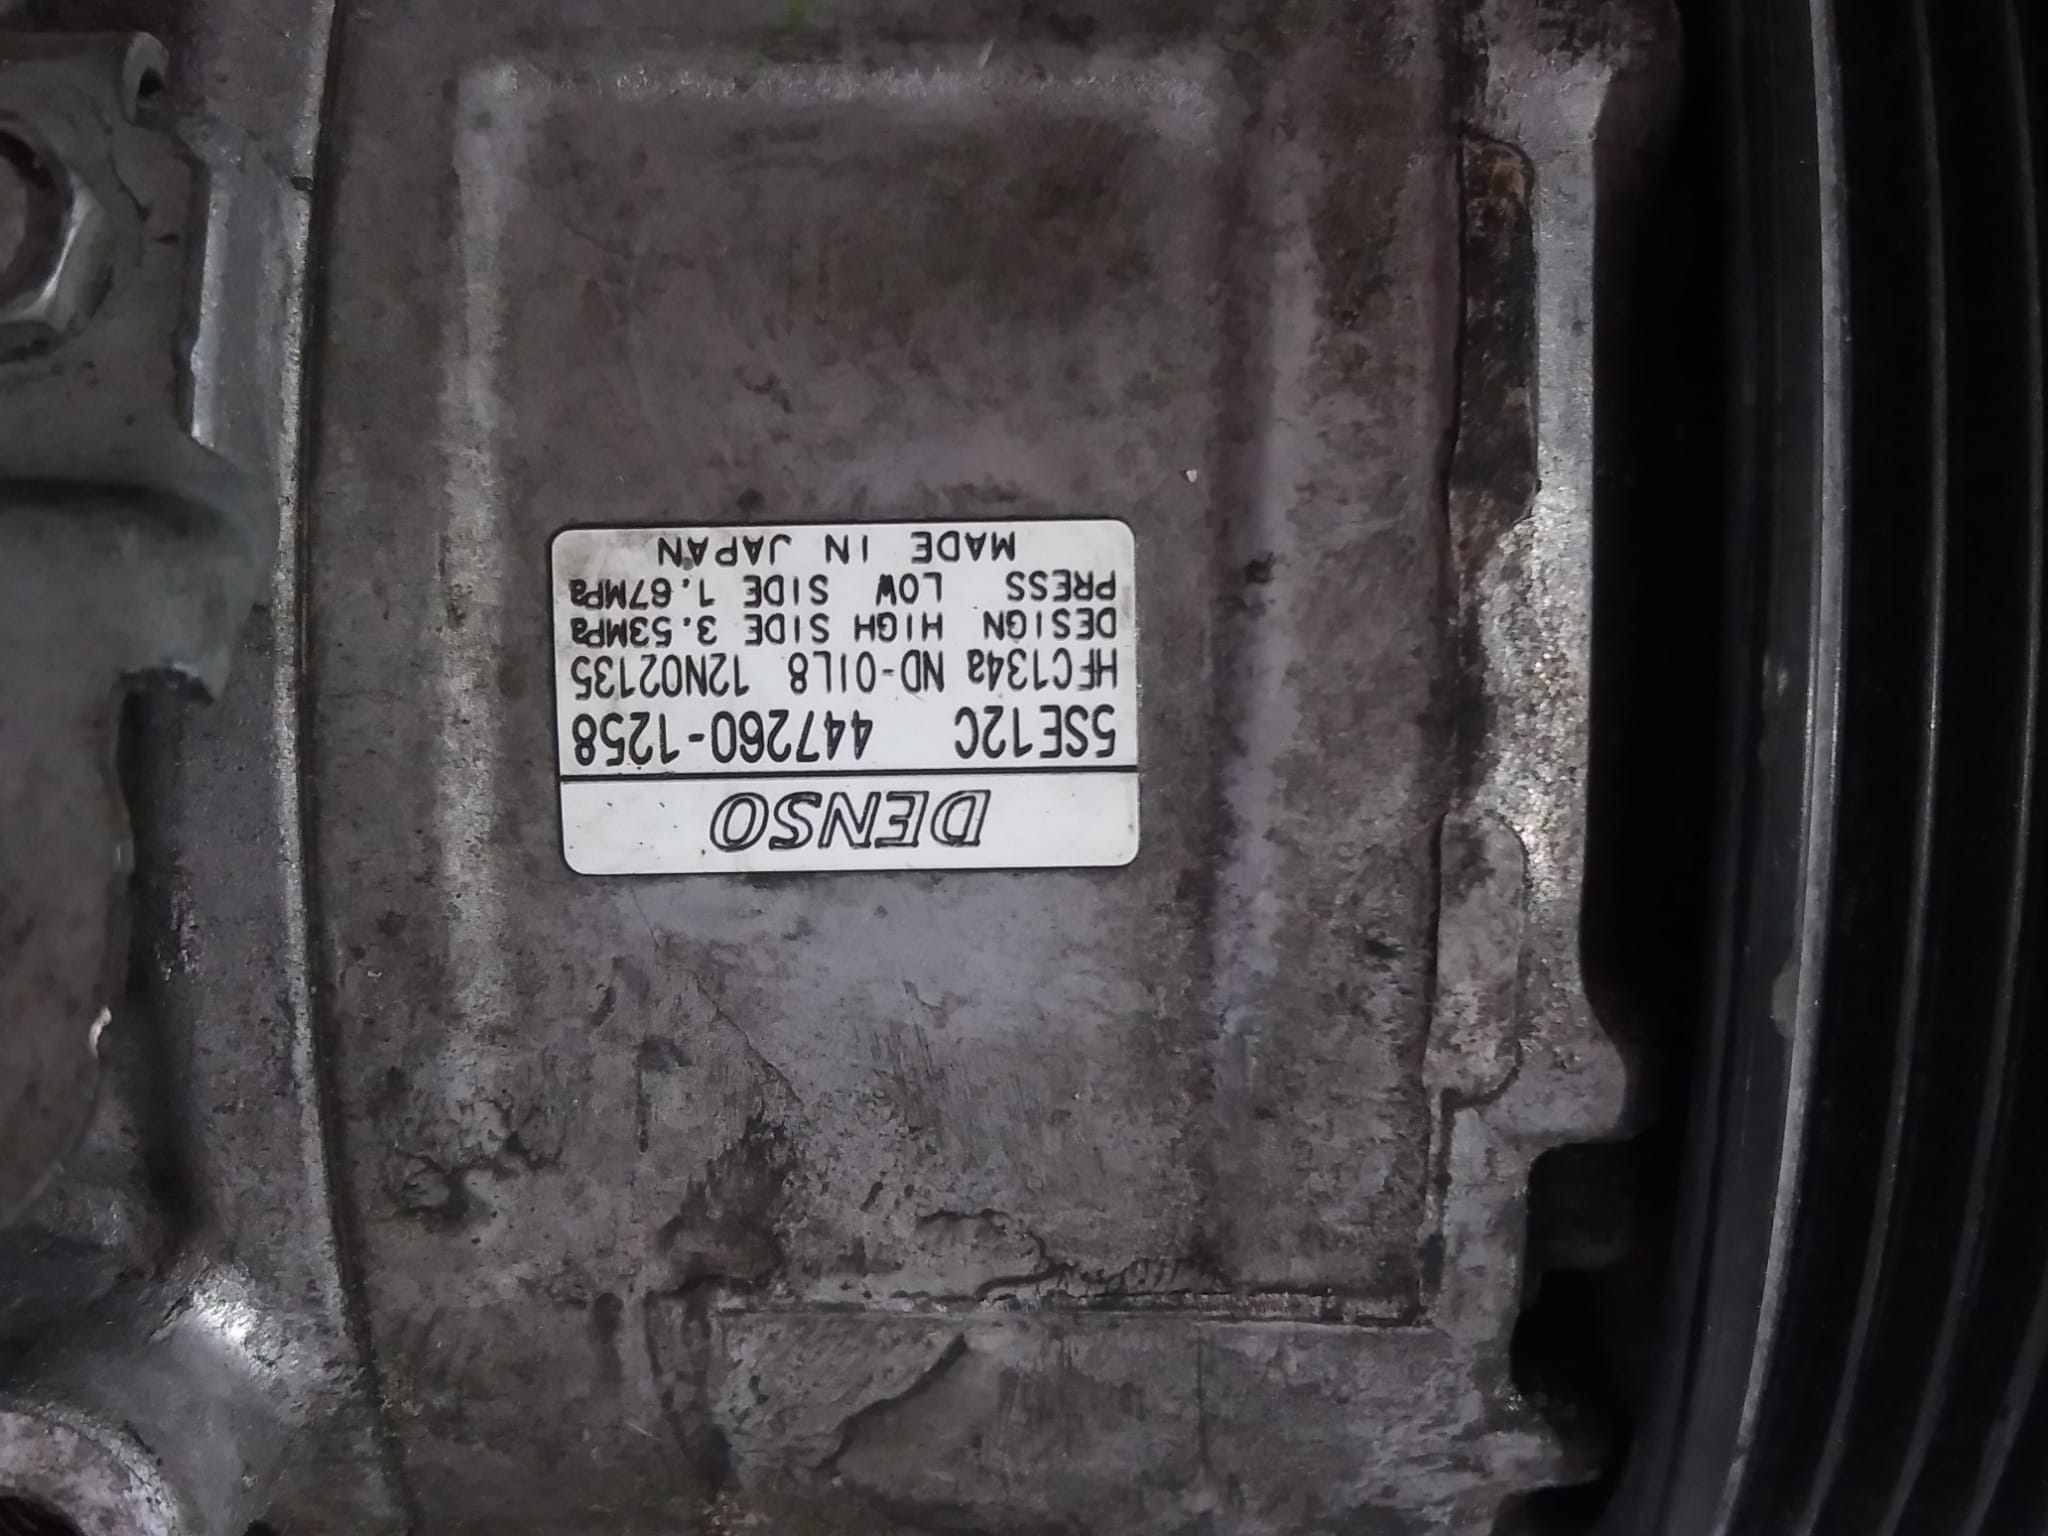 DENSO
5SE12C 447260-1258
HFC134a ND-OIL8 12N02135
DESIGN HIGH SIDE 3.53MPa
PRESS LOW SIDE 1.67MPa
MADE IN JAPAN